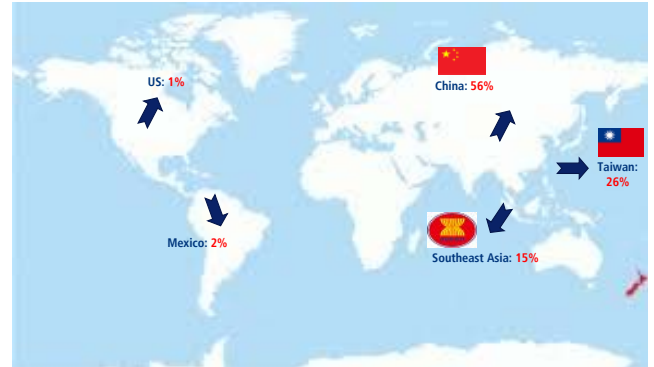 US: 1%
China: 56%
Taiwan:
26%
Mexico: 2%
Southeast Asia: 15%